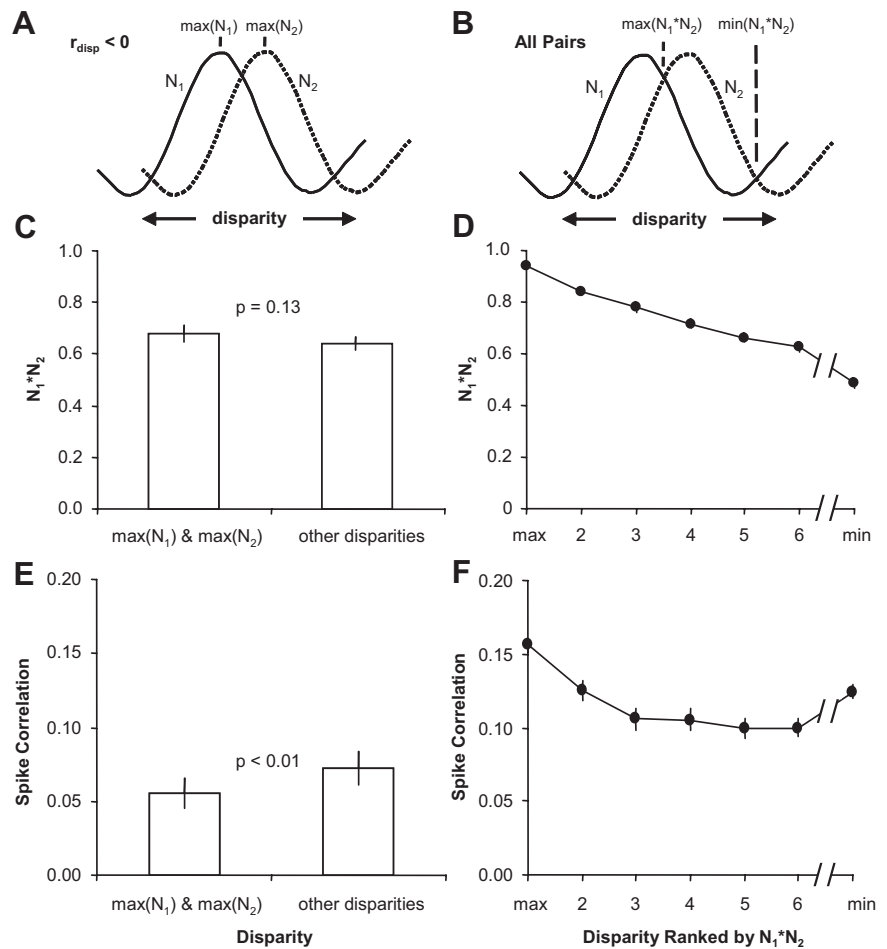 A
r_disp < 0
max(N₁)
max(N₂)
N₁
N₂
disparity
B
All Pairs
max(N₁*N₂)
min(N₁*N₂)
N₁
N₂
disparity
C
1.0
0.8
0.6
0.4
0.2
0.0
N₁*N₂
p = 0.13
max(N₁) & max(N₂)
other disparities
D
1.0
0.8
0.6
0.4
0.2
0
N₁*N₂
max
2
3
4
5
6
min
E
0.20
0.15
0.10
0.05
0.00
Spike Correlation
p < 0.01
max(N₁) & max(N₂)
other disparities
Disparity
F
0.20
0.15
0.10
0.05
0.00
Spike Correlation
max
2
3
4
5
6
min
Disparity Ranked by N₁*N₂